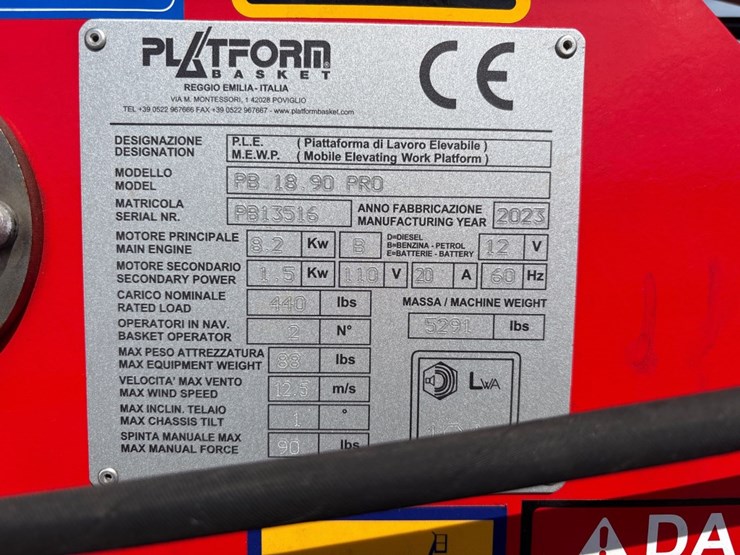 PLATFORM
BASKET
REGGIO EMILIA - ITALIA
VIA M. MONTESSORI, 1 42028 POVIGLIO
TEL +39 0522 967666 FAX +39 0522 967667 - www.platformbasket.com
CE
DESIGNAZIONE P.L.E. ( Piattaforma di Lavoro Elevabile )
DESIGNATION M.E.W.P. ( Mobile Elevating Work Platform )
MODELLO
MODEL PB 18.90 PRO
MATRICOLA
SERIAL NR. PB13516
ANNO FABBRICAZIONE
MANUFACTURING YEAR 2023
MOTORE PRINCIPALE
MAIN ENGINE 8.2 Kw B
D=DIESEL
B=BENZINA - PETROL
E=BATTERIE - BATTERY
12 V
MOTORE SECONDARIO
SECONDARY POWER 1.5 Kw 110 V 20 A 60 Hz
CARICO NOMINALE
RATED LOAD 440 lbs
MASSA / MACHINE WEIGHT
5291 lbs
OPERATORI IN NAV.
BASKET OPERATOR 2 N°
MAX PESO ATTREZZATURA
MAX EQUIPMENT WEIGHT 88 lbs
VELOCITA' MAX VENTO
MAX WIND SPEED 12.5 m/s
MAX INCLIN. TELAIO
MAX CHASSIS TILT 1 °
SPINTA MANUALE MAX
MAX MANUAL FORCE 90 lbs
LWA
DA